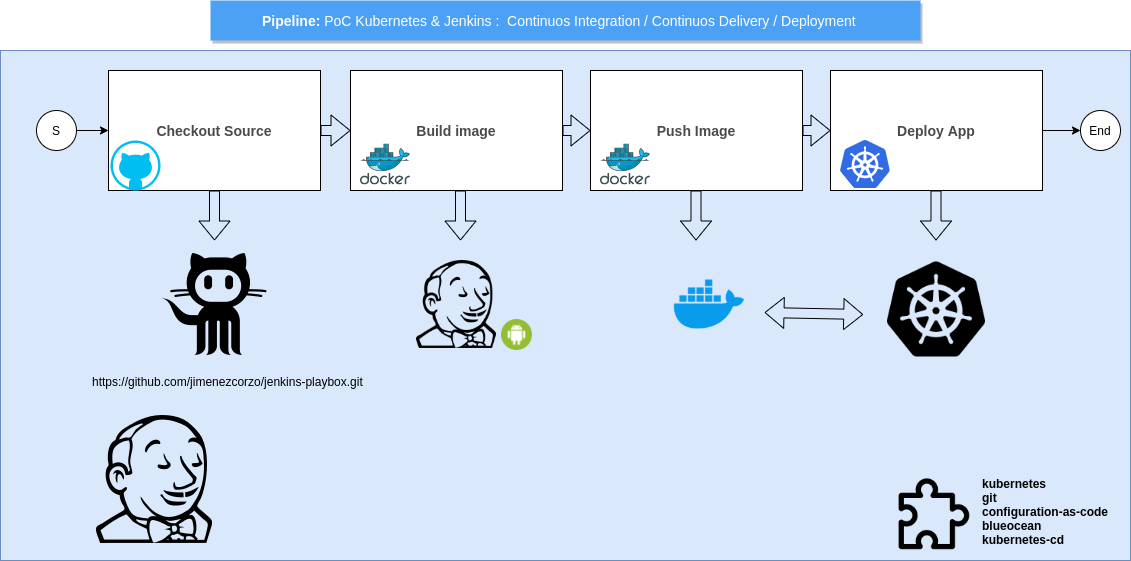 Pipeline: PoC Kubernetes & Jenkins :  Continuos Integration / Continuos Delivery / Deployment
S
Checkout Source
Build image
Push Image
Deploy App
End
docker
docker
https://github.com/jimenezcorzo/jenkins-playbox.git
kubernetes
git
configuration-as-code
blueocean
kubernetes-cd